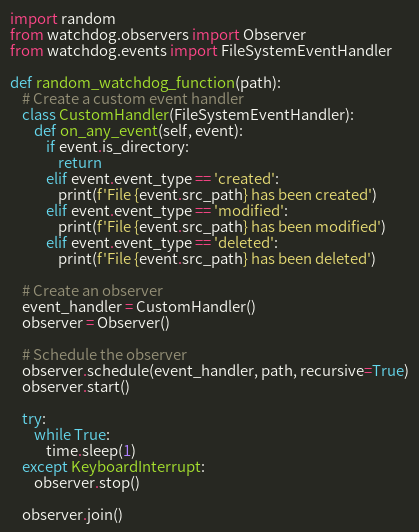 import random
from watchdog.observers import Observer
from watchdog.events import FileSystemEventHandler

def random_watchdog_function(path):
    # Create a custom event handler
    class CustomHandler(FileSystemEventHandler):
        def on_any_event(self, event):
            if event.is_directory:
                return
            elif event.event_type == 'created':
                print(f'File {event.src_path} has been created')
            elif event.event_type == 'modified':
                print(f'File {event.src_path} has been modified')
            elif event.event_type == 'deleted':
                print(f'File {event.src_path} has been deleted')

    # Create an observer
    event_handler = CustomHandler()
    observer = Observer()

    # Schedule the observer
    observer.schedule(event_handler, path, recursive=True)
    observer.start()

    try:
        while True:
            time.sleep(1)
    except KeyboardInterrupt:
        observer.stop()

    observer.join()